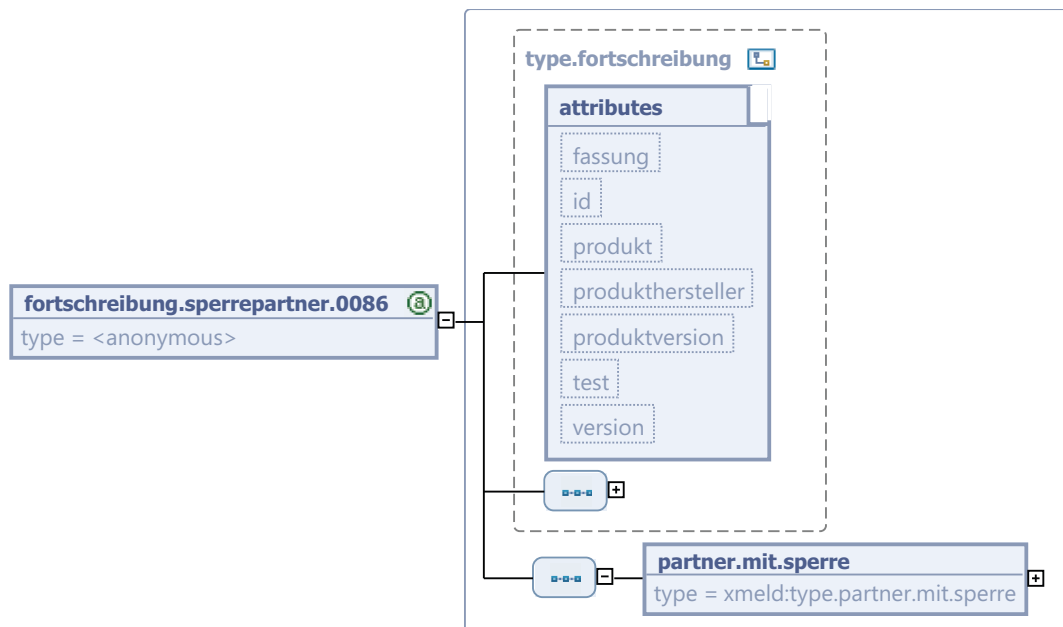 type.fortschreibung
attributes
fassung
id
produkt
produkthersteller
produktversion
test
version
fortschreibung.sperrepartner.0086 @
type = <anonymous>
partner.mit.sperre
type = xmeld:type.partner.mit.sperre